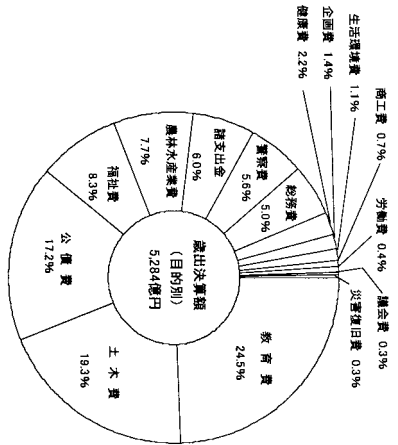 歳出決算額
(目的別)
5,284億円
教育費
24.5%
土木費
19.3%
公債費
17.2%
福祉費
8.3%
農林水産業費
7.7%
諸支出金
6.0%
警察費
5.6%
総務費
5.0%
健康費 2.2%
企画費 1.4%
生活環境費 1.1%
商工費 0.7%
労働費 0.4%
議会費 0.3%
災害復旧費 0.3%